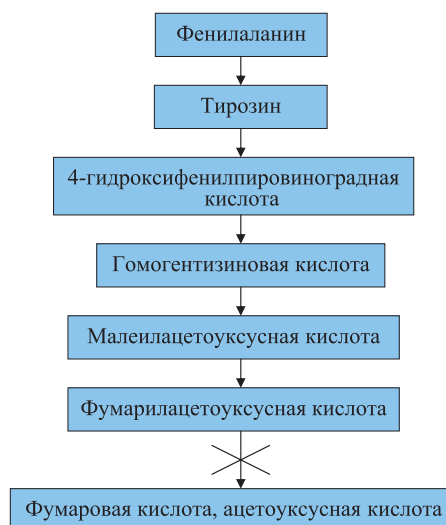 Фенилаланин
Тирозин
4-гидроксифенилпировиноградная
кислота
Гомогентизиновая кислота
Малеилацетоуксусная кислота
Фумарилацетоуксусная кислота
Фумаровая кислота, ацетоуксусная кислота